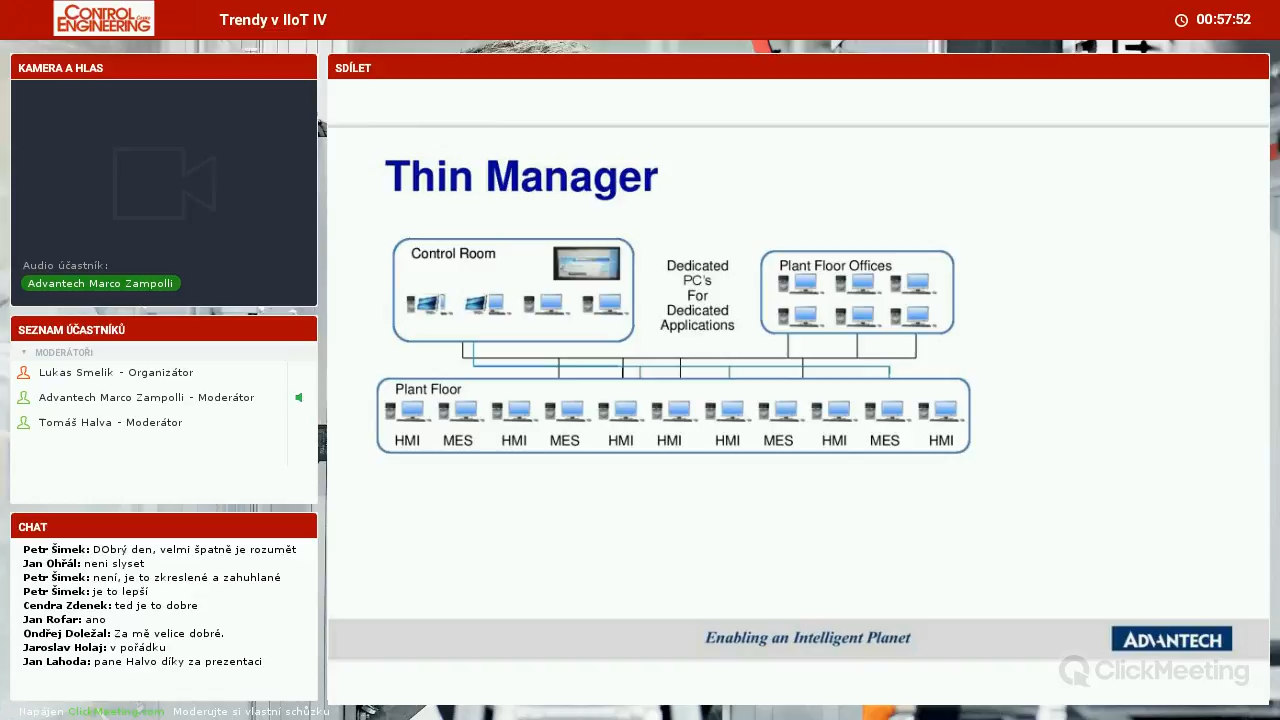 CONTROL
ENGINEERING
Trendy v IIoT IV
00:57:52
KAMERA A HLAS
Audio účastník:
Advantech Marco Zampolli
SEZNAM ÚČASTNÍKŮ
MODERÁTOŘI
Lukas Smelik - Organizátor
Advantech Marco Zampolli - Moderátor
Tomáš Halva - Moderátor
CHAT
Petr Šimek: DObrý den, velmi špatně je rozumět
Jan Ohřál: neni slyset
Petr Šimek: není, je to zkreslené a zahuhlané
Petr Šimek: je to lepší
Cendra Zdenek: ted je to dobre
Jan Rofar: ano
Ondřej Doležal: Za mě velice dobré.
Jaroslav Holaj: v pořádku
Jan Lahoda: pane Halvo díky za prezentaci
Napájen ClickMeeting.com Moderujte si vlastní schůzku
SDÍLET
Thin Manager
Control Room
Dedicated
PC's
For
Dedicated
Applications
Plant Floor Offices
Plant Floor
HMI MES HMI MES HMI HMI HMI MES HMI MES HMI
Enabling an Intelligent Planet
ADVANTECH
ClickMeeting